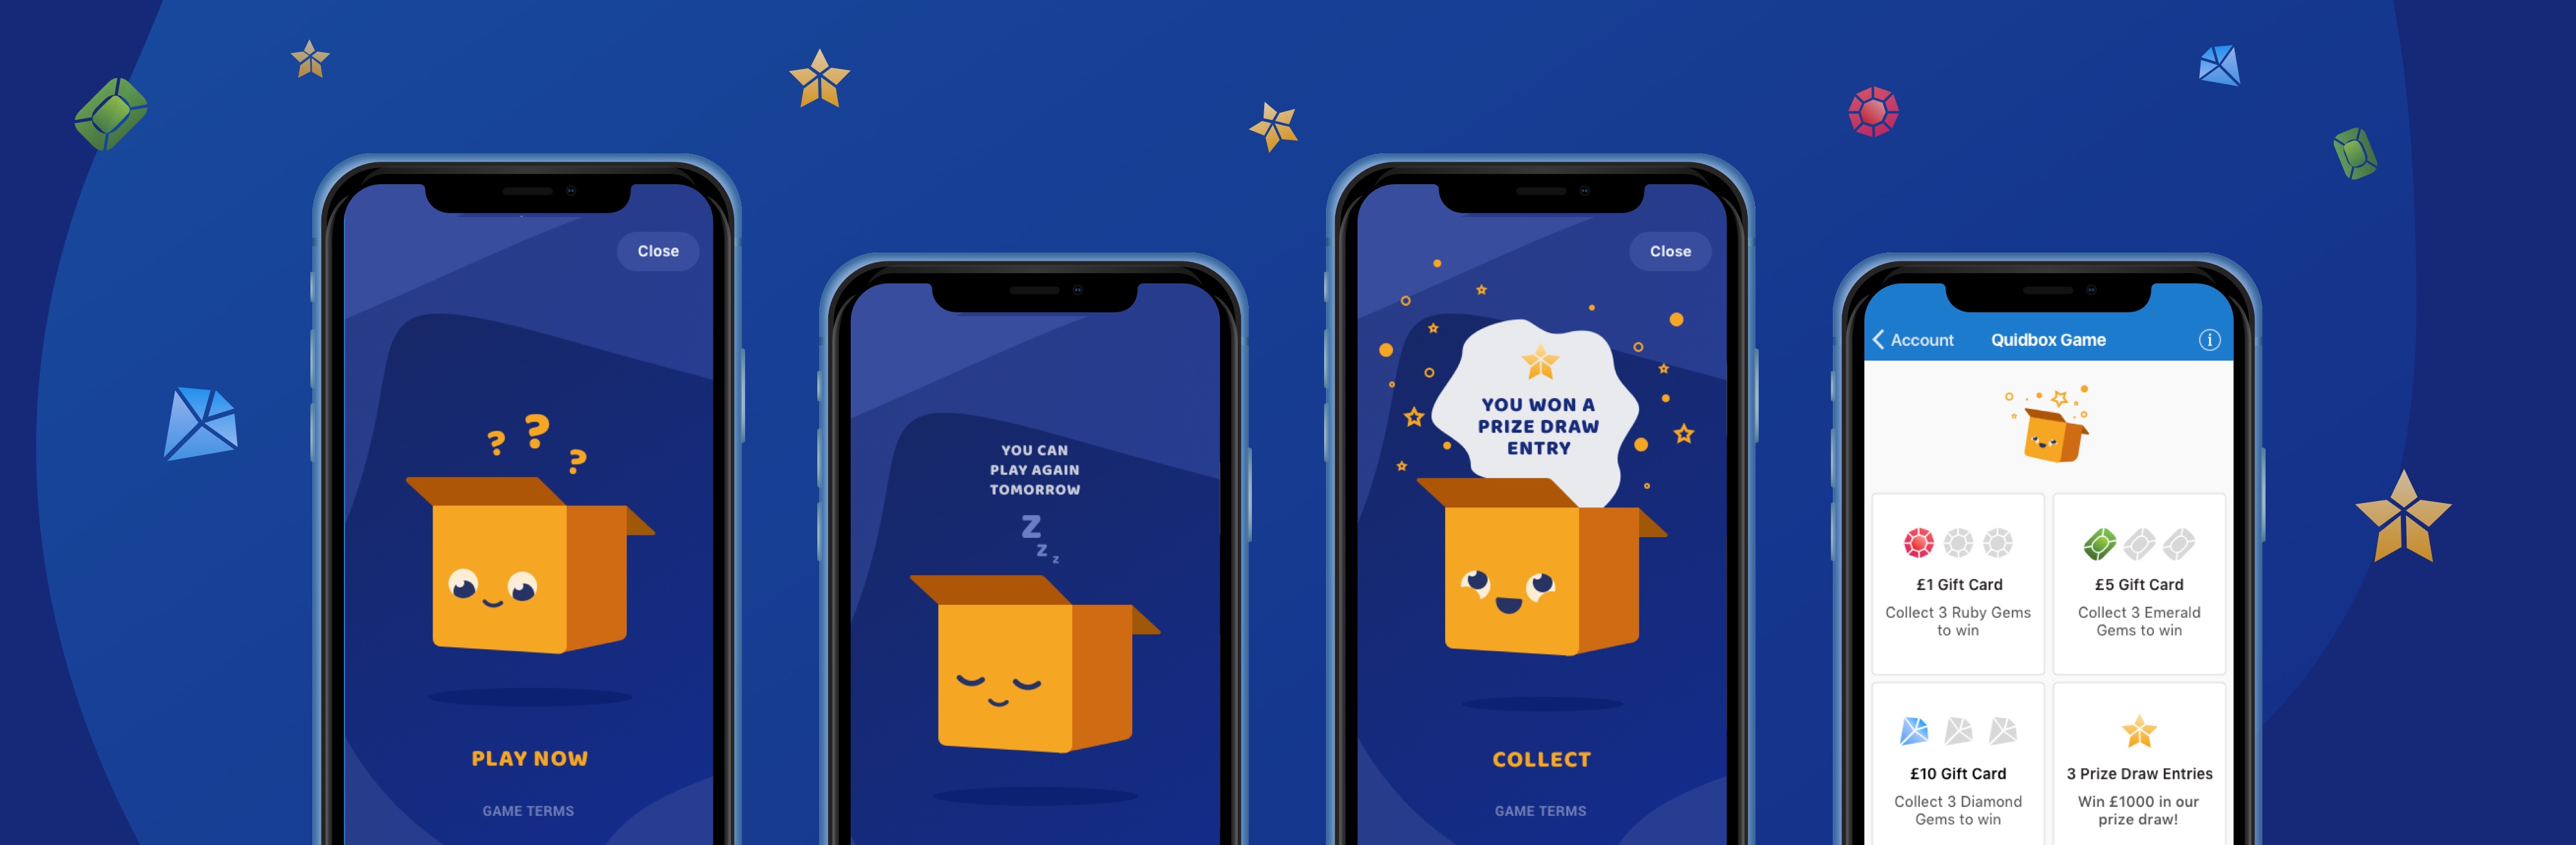 Close
? ? ?
PLAY NOW
GAME TERMS
YOU CAN
PLAY AGAIN
TOMORROW
Z
z
z
Close
YOU WON A
PRIZE DRAW
ENTRY
COLLECT
GAME TERMS
Account
Quidbox Game
i
£1 Gift Card
Collect 3 Ruby Gems
to win
£5 Gift Card
Collect 3 Emerald
Gems to win
£10 Gift Card
Collect 3 Diamond
Gems to win
3 Prize Draw Entries
Win £1000 in our
prize draw!